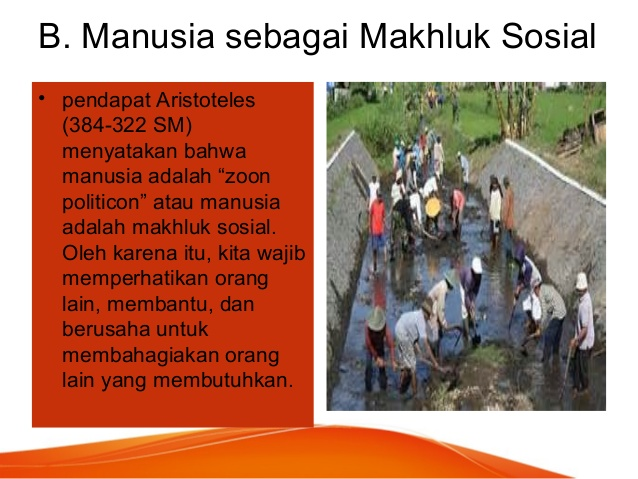 B. Manusia sebagai Makhluk Sosial
• pendapat Aristoteles
(384-322 SM)
menyatakan bahwa
manusia adalah “zoon
politicon” atau manusia
adalah makhluk sosial.
Oleh karena itu, kita wajib
memperhatikan orang
lain, membantu, dan
berusaha untuk
membahagiakan orang
lain yang membutuhkan.